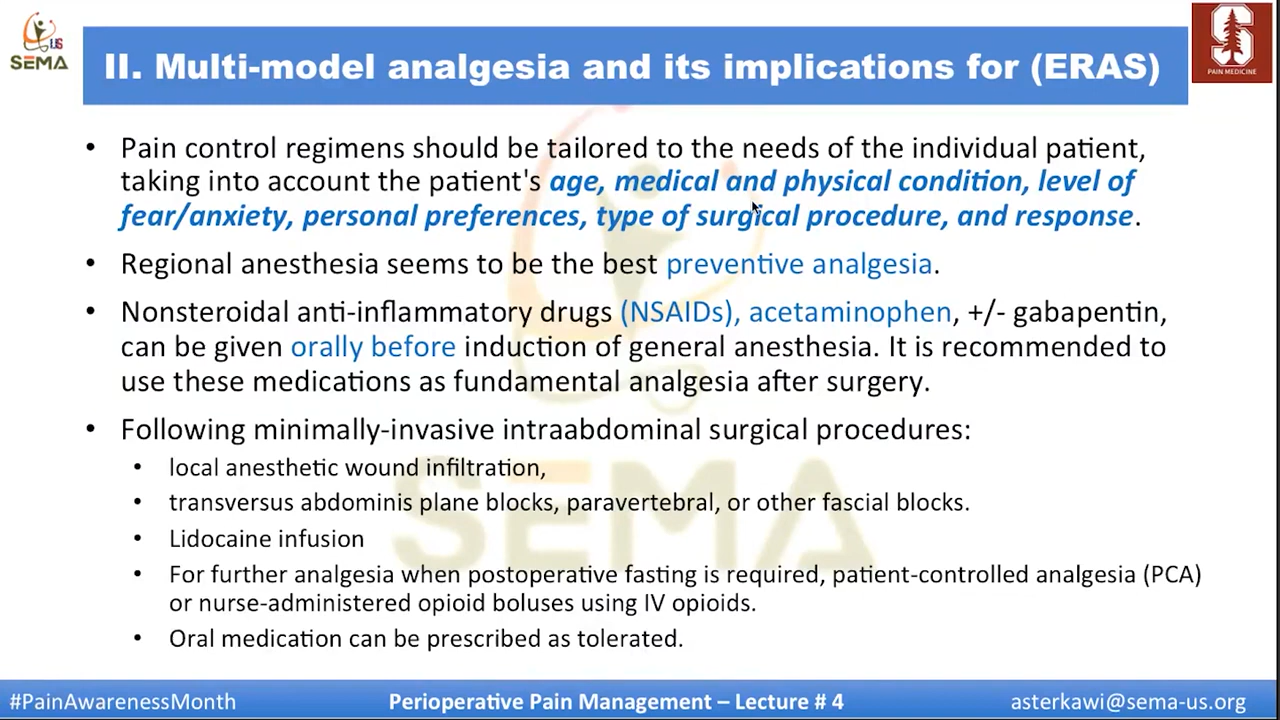 US
SEMA
II. Multi-model analgesia and its implications for (ERAS)
S
PAIN MEDICINE
• Pain control regimens should be tailored to the needs of the individual patient,
taking into account the patient's age, medical and physical condition, level of
fear/anxiety, personal preferences, type of surgical procedure, and response.
• Regional anesthesia seems to be the best preventive analgesia.
• Nonsteroidal anti-inflammatory drugs (NSAIDs), acetaminophen, +/- gabapentin,
can be given orally before induction of general anesthesia. It is recommended to
use these medications as fundamental analgesia after surgery.
• Following minimally-invasive intraabdominal surgical procedures:
• local anesthetic wound infiltration,
• transversus abdominis plane blocks, paravertebral, or other fascial blocks.
• Lidocaine infusion
• For further analgesia when postoperative fasting is required, patient-controlled analgesia (PCA)
or nurse-administered opioid boluses using IV opioids.
• Oral medication can be prescribed as tolerated.
SEMA
#PainAwarenessMonth
Perioperative Pain Management – Lecture # 4
asterkawi@sema-us.org